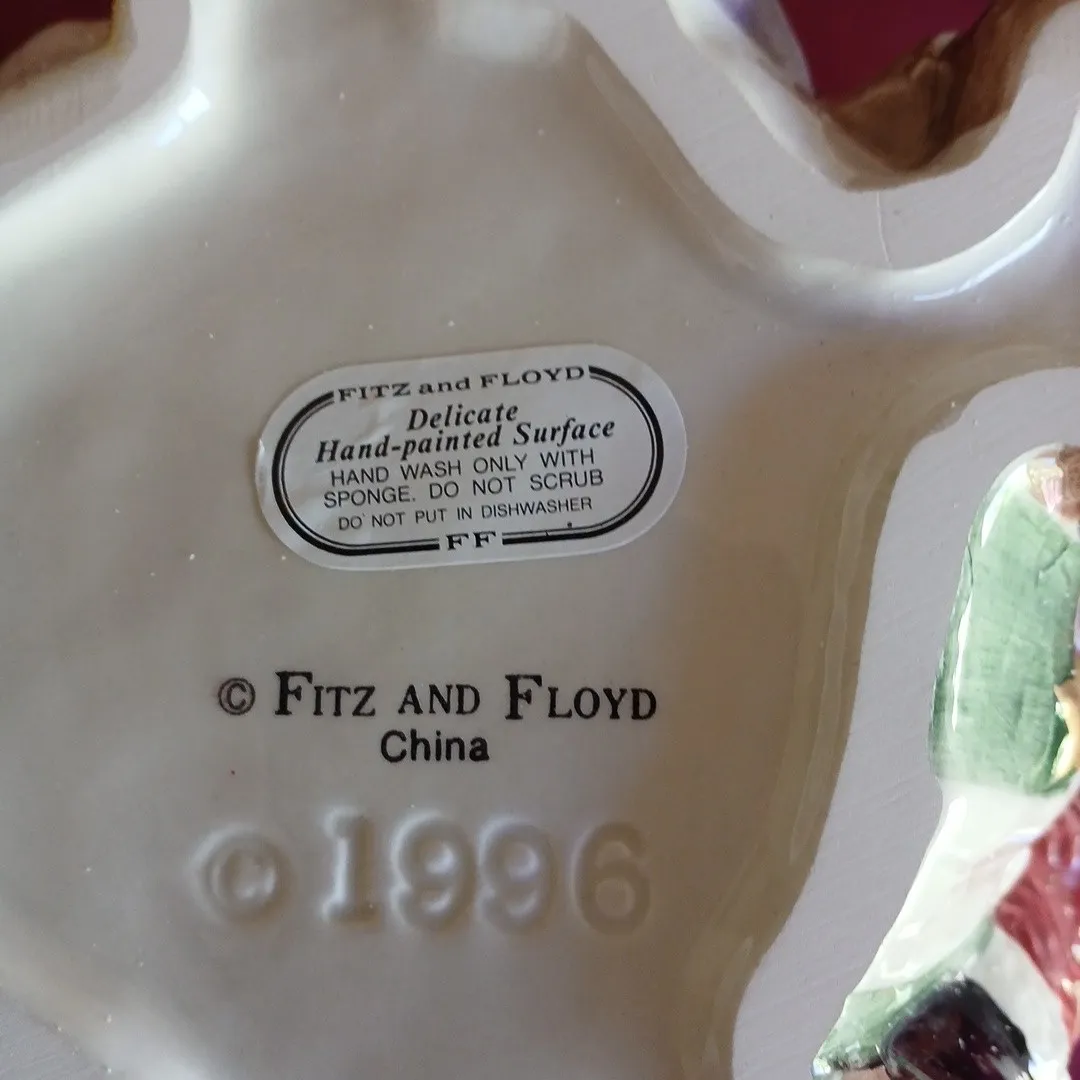 FITZ and FLOYD
Delicate
Hand-painted Surface
HAND WASH ONLY WITH
SPONGE. DO NOT SCRUB
DO NOT PUT IN DISHWASHER
FF
© FITZ AND FLOYD
China
© 1996